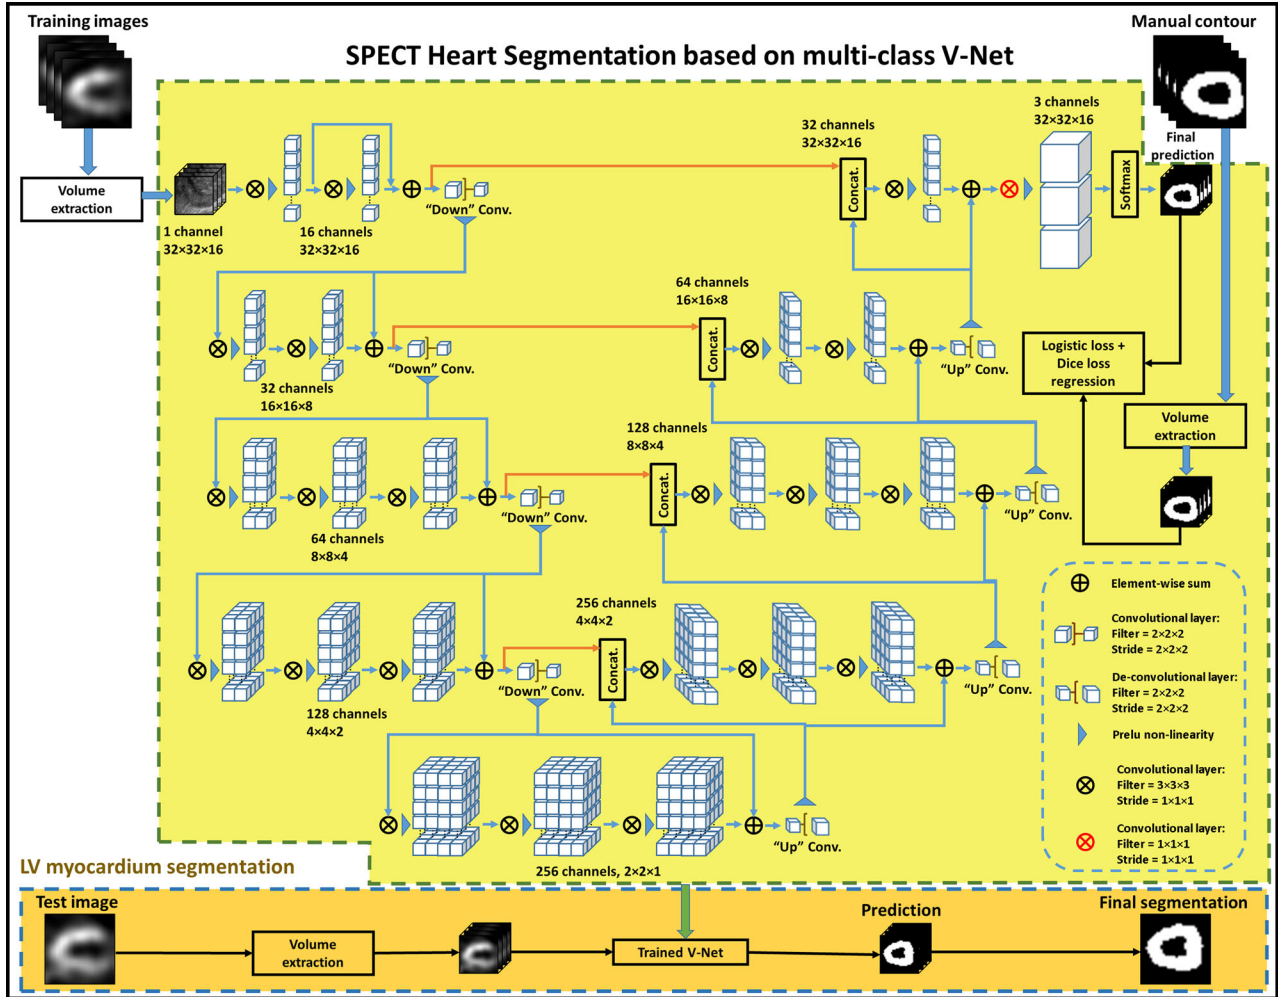 Training images
Manual contour
SPECT Heart Segmentation based on multi-class V-Net
3 channels
32×32×16
32 channels
32×32×16
Final
prediction
Volume
extraction
Concat.
Softmax
"Down" Conv.
1 channel
32×32×16
16 channels
32×32×16
64 channels
16×16×8
Concat.
"Down" Conv.
"Up" Conv.
Logistic loss +
Dice loss
regression
32 channels
16×16×8
Volume
extraction
128 channels
8×8×4
Concat.
"Down" Conv.
"Up" Conv.
64 channels
8×8×4
Element-wise sum
256 channels
4×4×2
Convolutional layer:
Filter = 2×2×2
Stride = 2×2×2
Concat.
"Down" Conv.
"Up" Conv.
De-convolutional layer:
Filter = 2×2×2
Stride = 2×2×2
128 channels
4×4×2
Prelu non-linearity
Convolutional layer:
Filter = 3×3×3
Stride = 1×1×1
"Up" Conv.
Convolutional layer:
Filter = 1×1×1
Stride = 1×1×1
256 channels, 2×2×1
LV myocardium segmentation
Test image
Prediction
Final segmentation
Volume
extraction
Trained V-Net